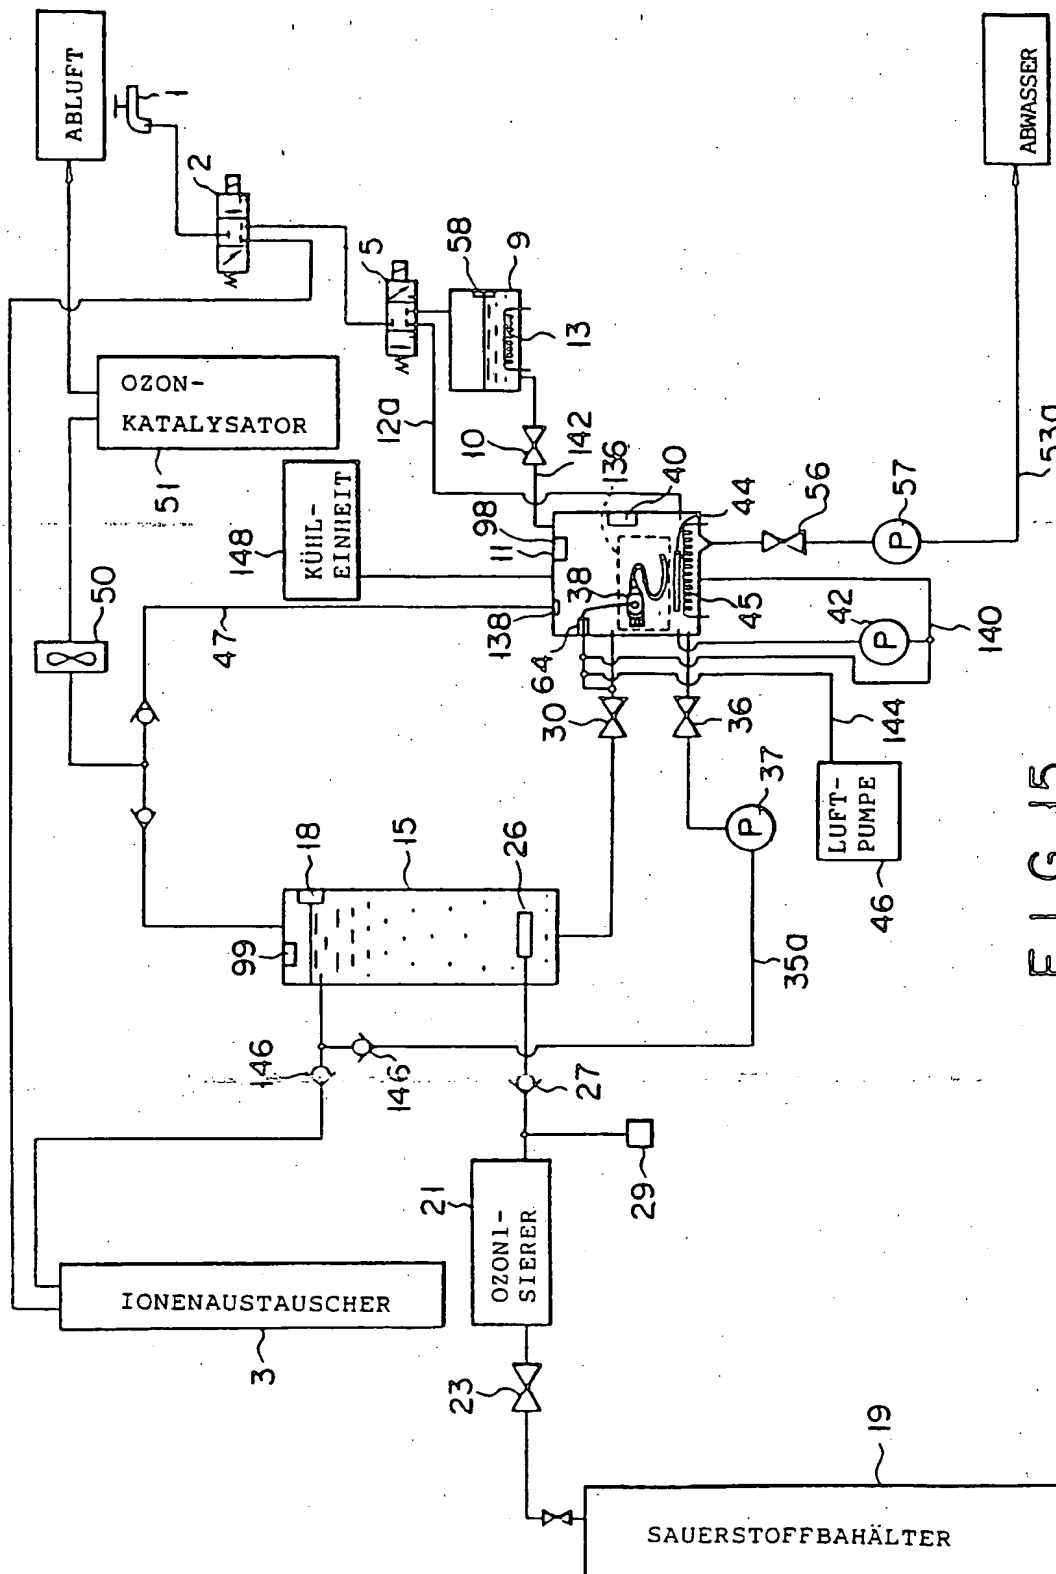 ABLUFT
1
2
5
58
9
13
OZON-
KATALYSATOR
51
12a
10
142
136
40
148
KÜHL-
EINHEIT
98
11
44
50
47
138
38
64
45
56
P
57
53a
ABWASSER
30
36
P
42
140
144
LUFT-
PUMPE
46
P
37
35a
18
15
26
99
146
146
27
29
21
OZONI-
SIERER
IONENAUSTAUSCHER
3
23
19
SAUERSTOFFBAHÄLTER
FIG. 15